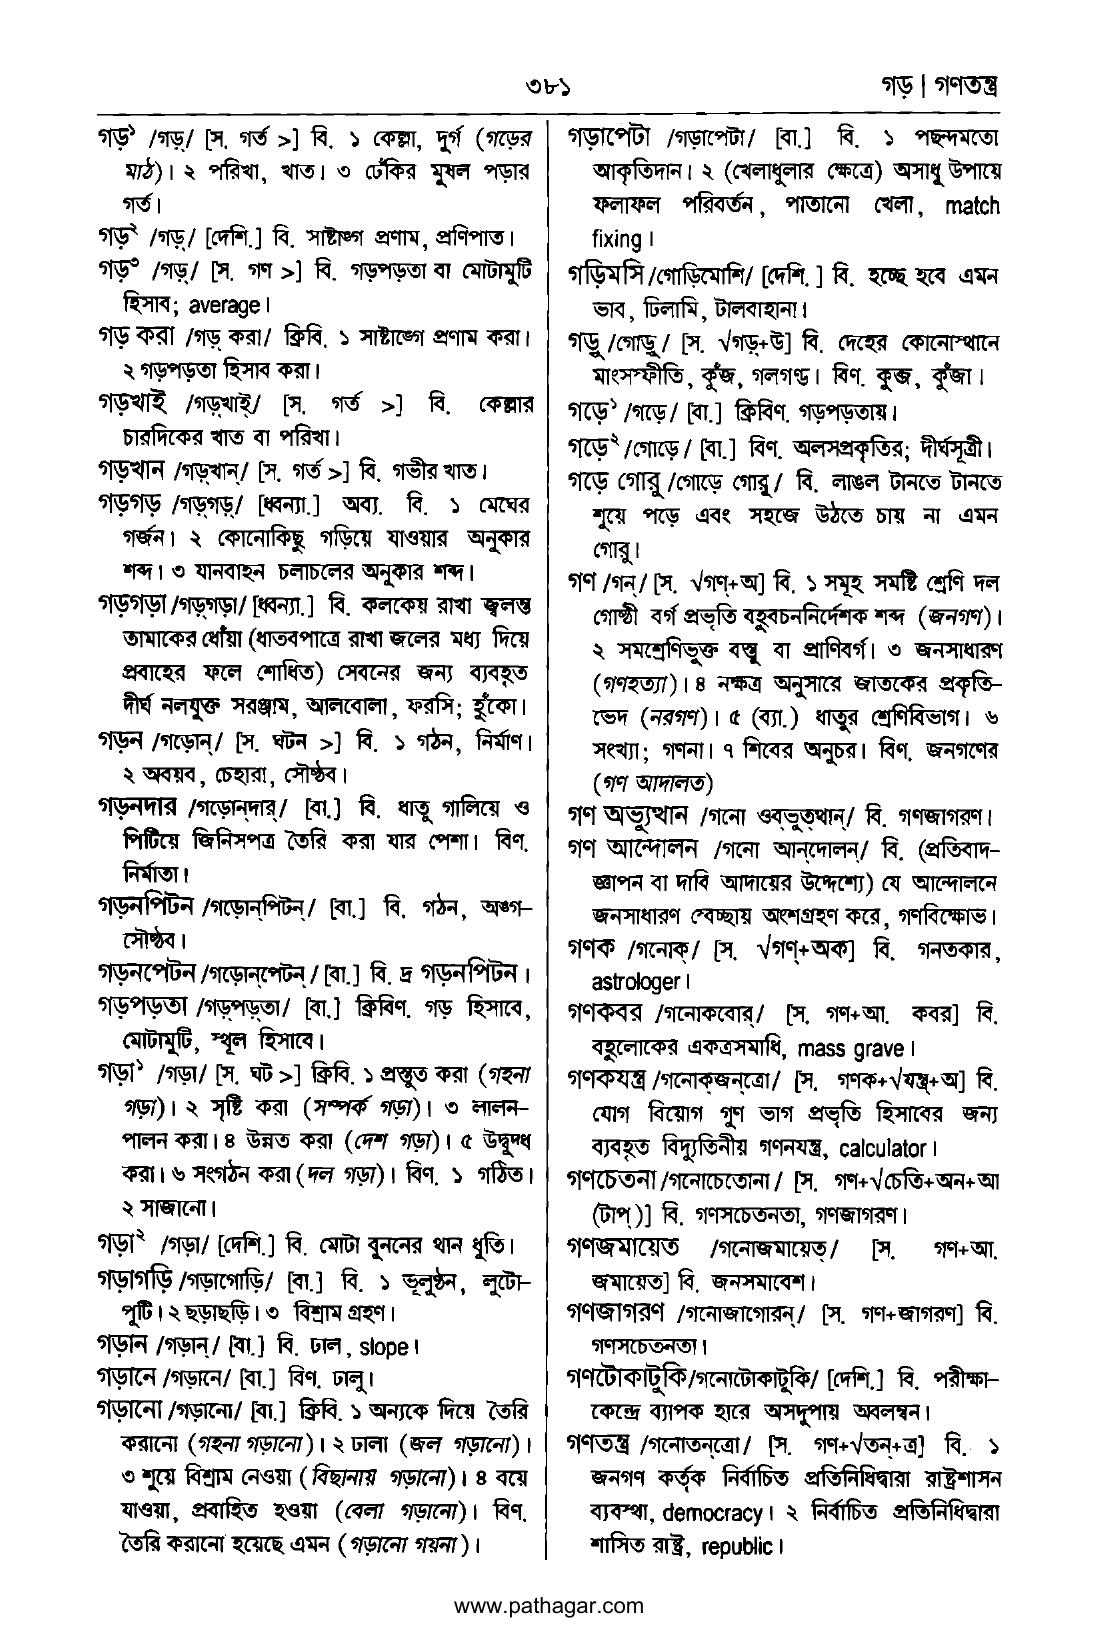 ৩৮১
গড় | গণতন্ত্র
গড়¹ /গড়্/ [স. গর্ত >] বি. ১ কেল্লা, দুর্গ (গড়ের
মাঠ)। ২ পরিখা, খাত। ৩ ঢেঁকির মুষল পড়ার
গর্ত।
গড়² /গড়্/ [দেশি.] বি. সাষ্টাঙ্গ প্রণাম, প্রণিপাত।
গড়³ /গড়্/ [স. গণ >] বি. গড়পড়তা বা মোটামুটি
হিসাব; average।
গড় করা /গড়্ করা/ ক্রিবি. ১ সাষ্টাঙ্গে প্রণাম করা।
২ গড়পড়তা হিসাব করা।
গড়খাই /গড়্খাই্/ [স. গর্ত >] বি. কেল্লার
চারদিকের খাত বা পরিখা।
গড়খান /গড়্খান্/ [স. গর্ত >] বি. গভীর খাত।
গড়গড় /গড়্গড়্/ [ধ্বন্যা.] অব্য. বি. ১ মেঘের
গর্জন। ২ কোনোকিছু গড়িয়ে যাওয়ার অনুকার
শব্দ। ৩ যানবাহন চলাচলের অনুকার শব্দ।
গড়গড়া /গড়্গড়া/ [ধ্বন্যা.] বি. কলকেয় রাখা জ্বলন্ত
তামাকের ধোঁয়া (ধাতবপাত্রে রাখা জলের মধ্য দিয়ে
প্রবাহের ফলে শোধিত) সেবনের জন্য ব্যবহৃত
দীর্ঘ নলযুক্ত সরঞ্জাম, আলবোলা, ফরসি; হুঁকো।
গড়ন /গড়োন্/ [স. ঘটন >] বি. ১ গঠন, নির্মাণ।
২ অবয়ব, চেহারা, সৌষ্ঠব।
গড়নদার /গড়োন্দার্/ [বা.] বি. ধাতু গালিয়ে ও
পিটিয়ে জিনিসপত্র তৈরি করা যার পেশা। বিণ.
নির্মাতা।
গড়নপিটন /গড়োন্‌পিটন্/ [বা.] বি. গঠন, অঙ্গ-
সৌষ্ঠব।
গড়নপেটন /গড়োন্‌পেটন্/ [বা.] বি. দ্র গড়নপিটন।
গড়পড়তা /গড়্‌পড়্‌তা/ [বা.] ক্রিবিণ. গড় হিসাবে,
মোটামুটি, স্থূল হিসাবে।
গড়া¹ /গড়া/ [স. ঘট >] ক্রিবি. ১ প্রস্তুত করা (গহনা
গড়া)। ২ সৃষ্টি করা (সম্পর্ক গড়া)। ৩ লালন-
পালন করা। ৪ উন্নত করা (দেশ গড়া)। ৫ উদ্বুদ্ধ
করা। ৬ সংগঠন করা (দল গড়া)। বিণ. ১ গঠিত।
২ সাজানো।
গড়া² /গড়া/ [দেশি.] বি. মোটা বুননের থান ধুতি।
গড়াগড়ি /গড়াগোড়ি/ [বা.] বি. ১ ভূলুণ্ঠন, লুটো-
পুটি। ২ ছড়াছড়ি। ৩ বিশ্রাম গ্রহণ।
গড়ান /গড়ান্/ [বা.] বি. ঢাল, slope।
গড়ানে /গড়ানে/ [বা.] বিণ. ঢালু।
গড়ানো /গড়ানো/ [বা.] ক্রিবি. ১ অন্যকে দিয়ে তৈরি
করানো (গহনা গড়ানো)। ২ ঢালা (জল গড়ানো)।
৩ শুয়ে বিশ্রাম নেওয়া (বিছানায় গড়ানো)। ৪ বয়ে
যাওয়া, প্রবাহিত হওয়া (বেলা গড়ানো)। বিণ.
তৈরি করানো হয়েছে এমন (গড়ানো গয়না)।
গড়াপেটা /গড়াপেটা/ [বা.] বি. ১ পছন্দমতো
আকৃতিদান। ২ (খেলাধুলার ক্ষেত্রে) অসাধু উপায়ে
ফলাফল পরিবর্তন, পাতানো খেলা, match
fixing।
গড়িমসি /গোড়িমোশি/ [দেশি.] বি. হচ্ছে হবে এমন
ভাব, ঢিলামি, টালবাহানা।
গড়ু /গোড়ু/ [স. √গড়্+উ] বি. দেহের কোনোস্থানে
মাংসস্ফীতি, কুঁজ, গলগণ্ড। বিণ. কুব্জ, কুঁজা।
গড়ে¹ /গড়ে/ [বা.] ক্রিবিণ. গড়পড়তায়।
গড়ে² /গোড়ে/ [বা.] বিণ. অলসপ্রকৃতির; দীর্ঘসূত্রী।
গড়ে গোরু /গোড়ে গোরু/ বি. লাঙল টানতে টানতে
শুয়ে পড়ে এবং সহজে উঠতে চায় না এমন
গোরু।
গণ /গন্/ [স. √গণ্+অ] বি. ১ সমূহ সমষ্টি শ্রেণি দল
গোষ্ঠী বর্গ প্রভৃতি বহুবচননির্দেশক শব্দ (জনগণ)।
২ সমশ্রেণিভুক্ত বস্তু বা প্রাণিবর্গ। ৩ জনসাধারণ
(গণহত্যা)। ৪ নক্ষত্র অনুসারে জাতকের প্রকৃতি-
ভেদ (নরগণ)। ৫ (ব্যা.) ধাতুর শ্রেণিবিভাগ। ৬
সংখ্যা; গণনা। ৭ শিবের অনুচর। বিণ. জনগণের
(গণ আদালত)
গণ অভ্যুত্থান /গনো ওব্‌ভুত্‌থান্/ বি. গণজাগরণ।
গণ আন্দোলন /গনো আন্‌দোলন্/ বি. (প্রতিবাদ-
জ্ঞাপন বা দাবি আদায়ের উদ্দেশ্যে) যে আন্দোলনে
জনসাধারণ স্বেচ্ছায় অংশগ্রহণ করে, গণবিক্ষোভ।
গণক /গনোক্/ [স. √গণ্+অক] বি. গনতকার,
astrologer।
গণকবর /গনোকবোর্/ [স. গণ+আ. কবর] বি.
বহুলোকের একত্রসমাধি, mass grave।
গণকযন্ত্র /গনোক্‌জন্‌ত্রো/ [স. গণক+√যন্ত্র্+অ] বি.
যোগ বিয়োগ গুণ ভাগ প্রভৃতি হিসাবের জন্য
ব্যবহৃত বিদ্যুতিনীয় গণনযন্ত্র, calculator।
গণচেতনা /গনোচেতোনা/ [স. গণ+√চেতি+অন+আ
(টাপ্)] বি. গণসচেতনতা, গণজাগরণ।
গণজমায়েত /গনোজমায়েত্/ [স. গণ+আ.
জমায়েত] বি. জনসমাবেশ।
গণজাগরণ /গনোজাগোরন্/ [স. গণ+জাগরণ] বি.
গণসচেতনতা।
গণটোকাটুকি /গনোটোকাটুকি/ [দেশি.] বি. পরীক্ষা-
কেন্দ্রে ব্যাপক হারে অসদুপায় অবলম্বন।
গণতন্ত্র /গনোতন্‌ত্রো/ [স. গণ+√তন্+ত্র] বি. ১
জনগণ কর্তৃক নির্বাচিত প্রতিনিধিদ্বারা রাষ্ট্রশাসন
ব্যবস্থা, democracy। ২ নির্বাচিত প্রতিনিধিদ্বারা
শাসিত রাষ্ট্র, republic।
www.pathagar.com